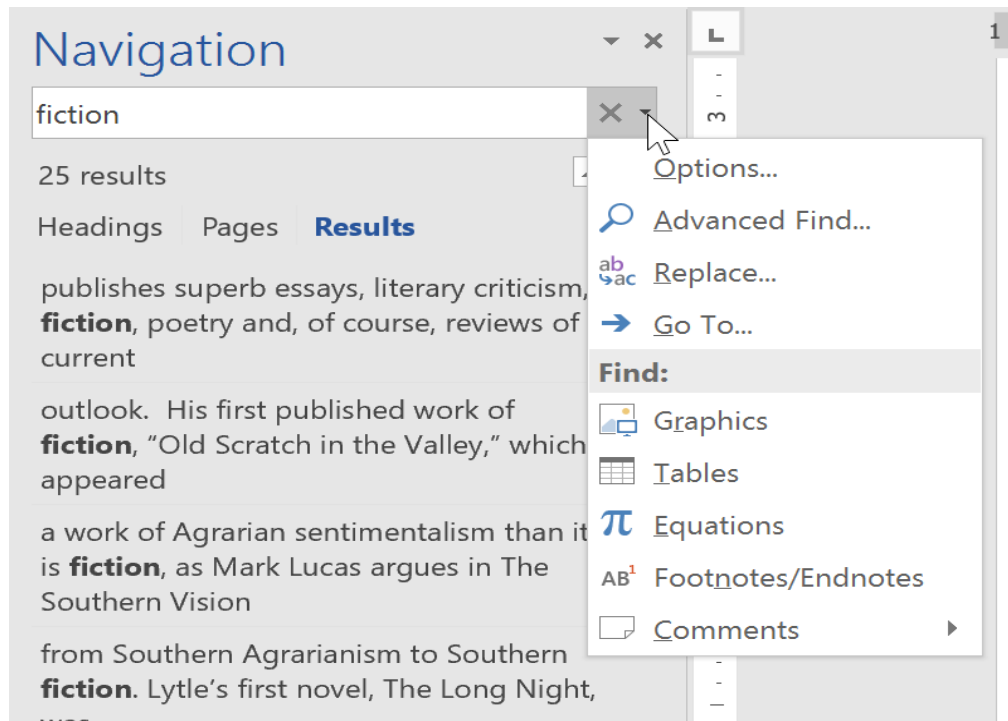 Navigation
L
1
fiction
3
25 results
Headings Pages Results
publishes superb essays, literary criticism,
fiction, poetry and, of course, reviews of
current
outlook.  His first published work of
fiction, “Old Scratch in the Valley,” which
appeared
a work of Agrarian sentimentalism than it
is fiction, as Mark Lucas argues in The
Southern Vision
from Southern Agrarianism to Southern
fiction. Lytle’s first novel, The Long Night,
Options...
Advanced Find...
ab
ac Replace...
Go To...
Find:
Graphics
Tables
π Equations
AB1 Footnotes/Endnotes
Comments